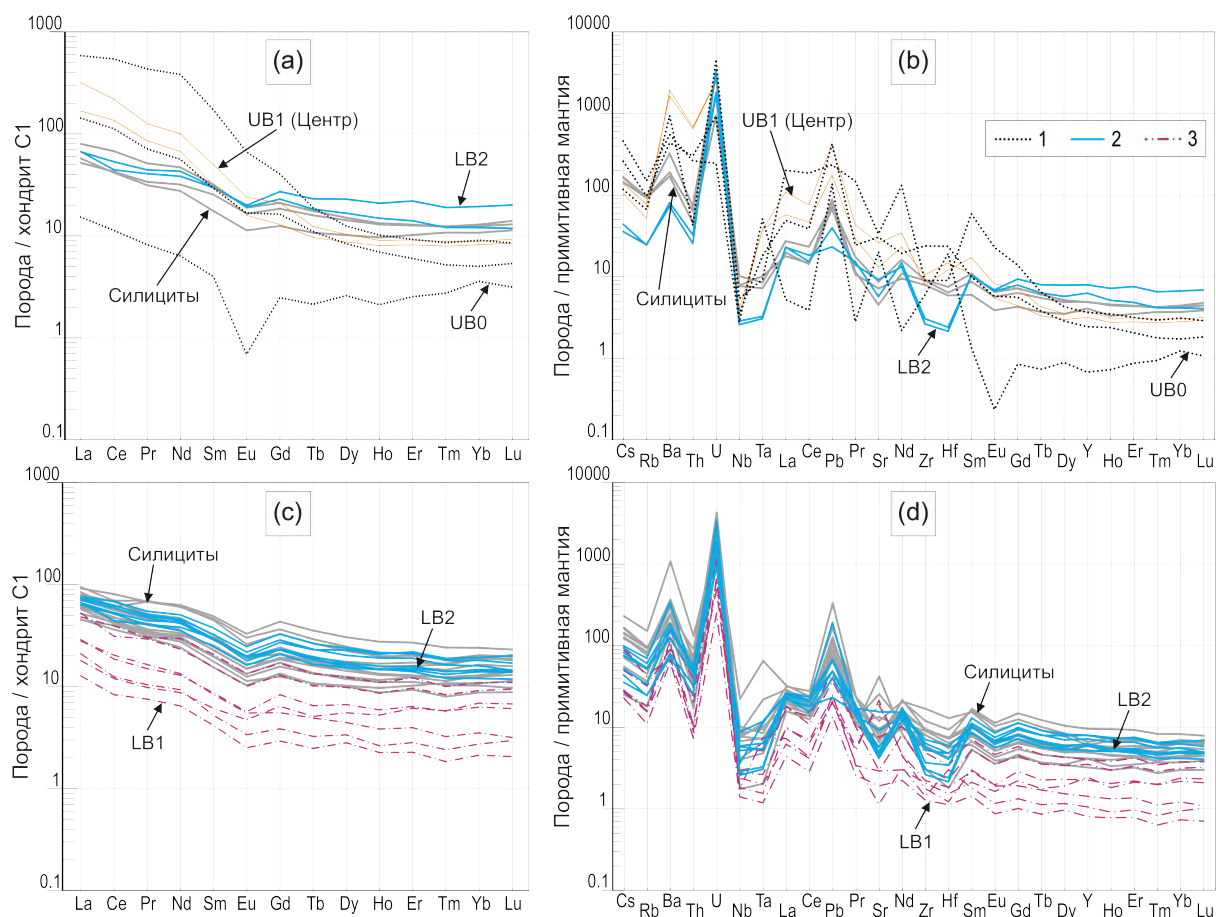 1000
100
10
1
0.1
Порода / хондрит C1
(a)
UB1 (Центр)
LB2
Силициты
UB0
La Ce Pr Nd Sm Eu Gd Tb Dy Ho Er Tm Yb Lu
10000
1000
100
10
1
0.1
Порода / примитивная мантия
(b)
UB1 (Центр)
1 2 3
Силициты
LB2
UB0
Cs Rb Ba Th U Nb Ta La Ce Pb Pr Sr Nd Zr Hf Sm Eu Gd Tb Dy Y Ho Er Tm Yb Lu
1000
100
10
1
0.1
Порода / хондрит C1
(c)
Силициты
LB2
LB1
La Ce Pr Nd Sm Eu Gd Tb Dy Ho Er Tm Yb Lu
10000
1000
100
10
1
0.1
Порода / примитивная мантия
(d)
Силициты
LB2
LB1
Cs Rb Ba Th U Nb Ta La Ce Pb Pr Sr Nd Zr Hf Sm Eu Gd Tb Dy Y Ho Er Tm Yb Lu